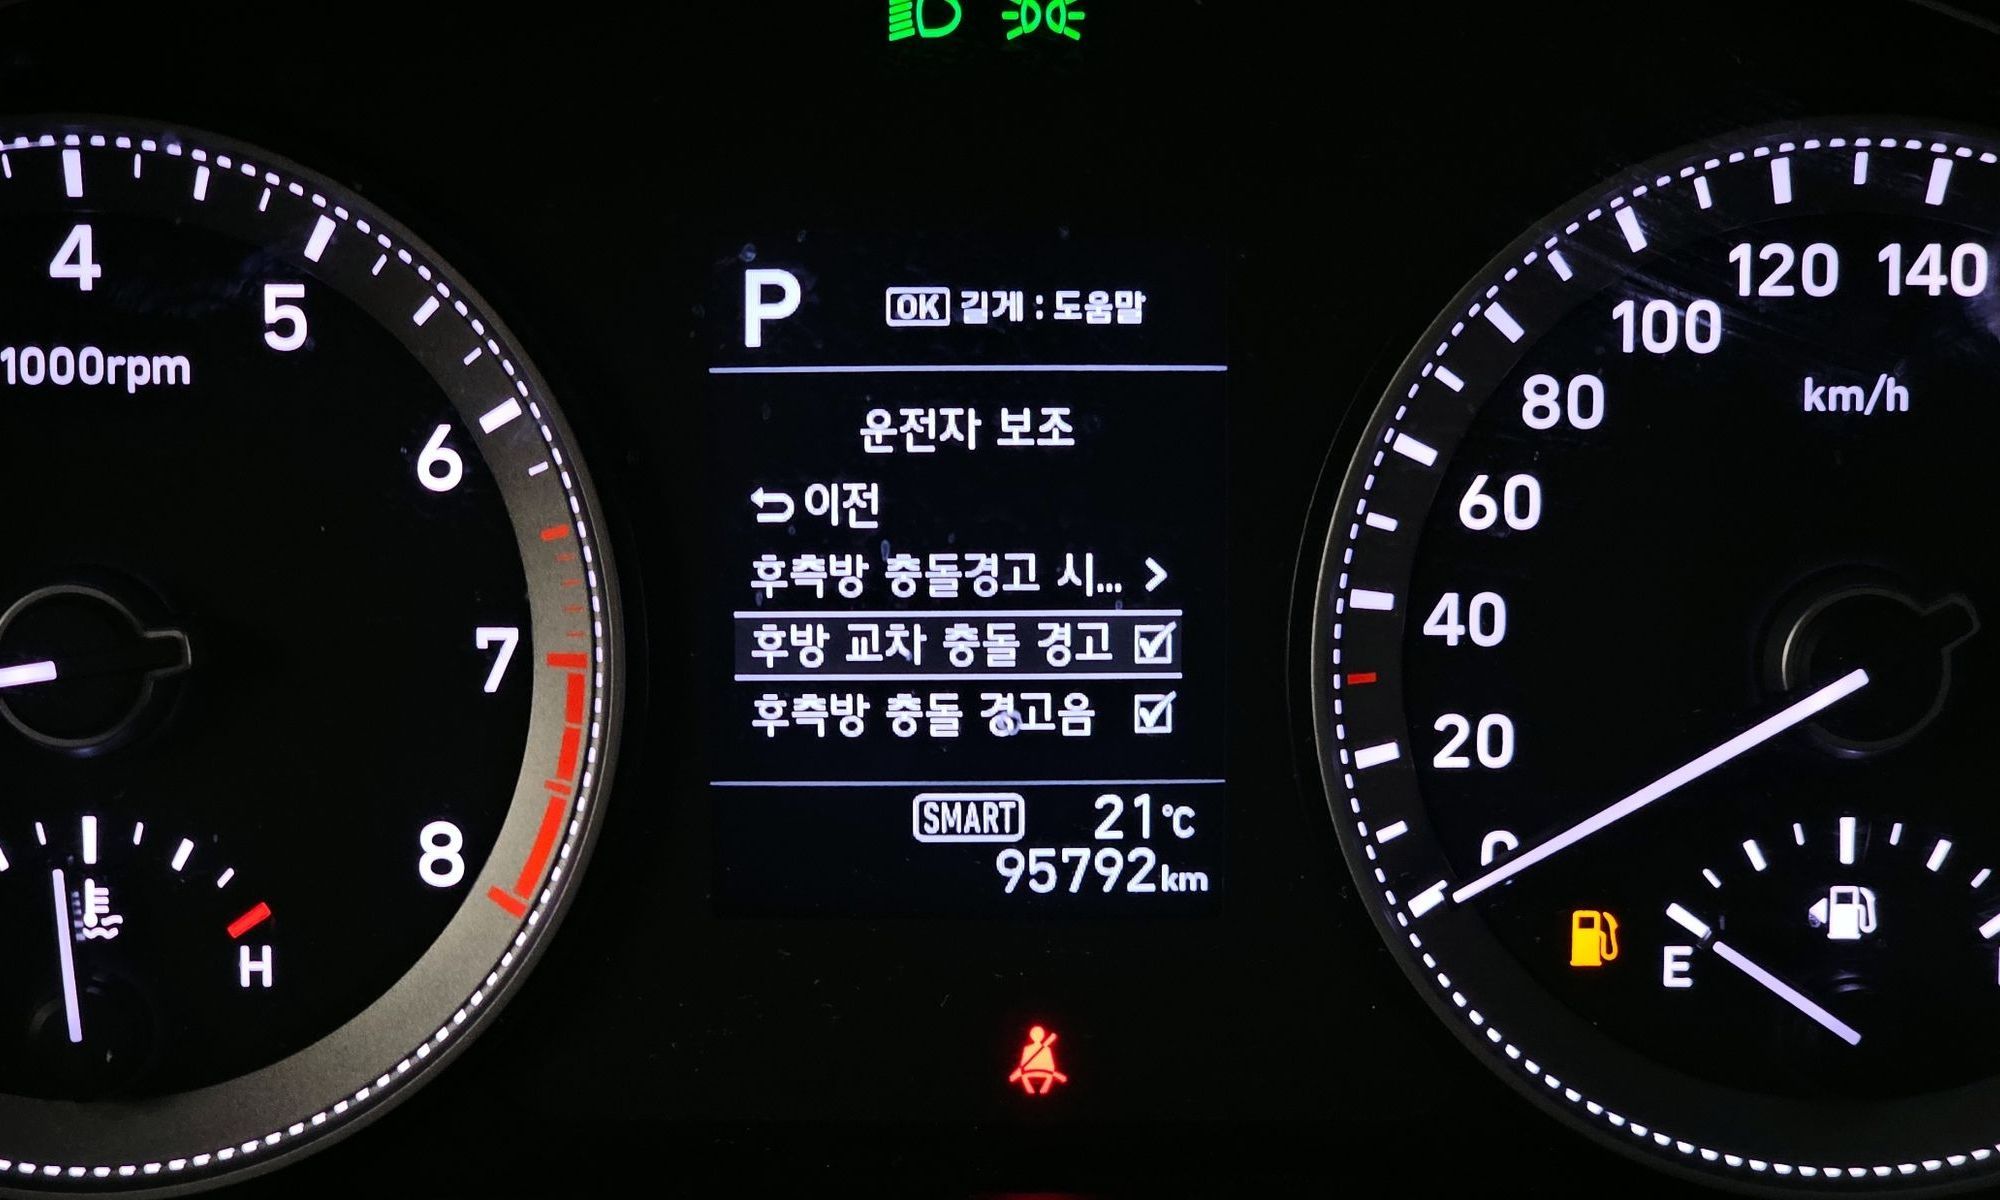 P
OK 길게 : 도움말
운전자 보조
이전
후측방 충돌경고 시...
후방 교차 충돌 경고
후측방 충돌 경고음
SMART 21℃
95792km
4
5
1000rpm
6
7
8
H
120
140
100
km/h
80
60
40
20
0
E